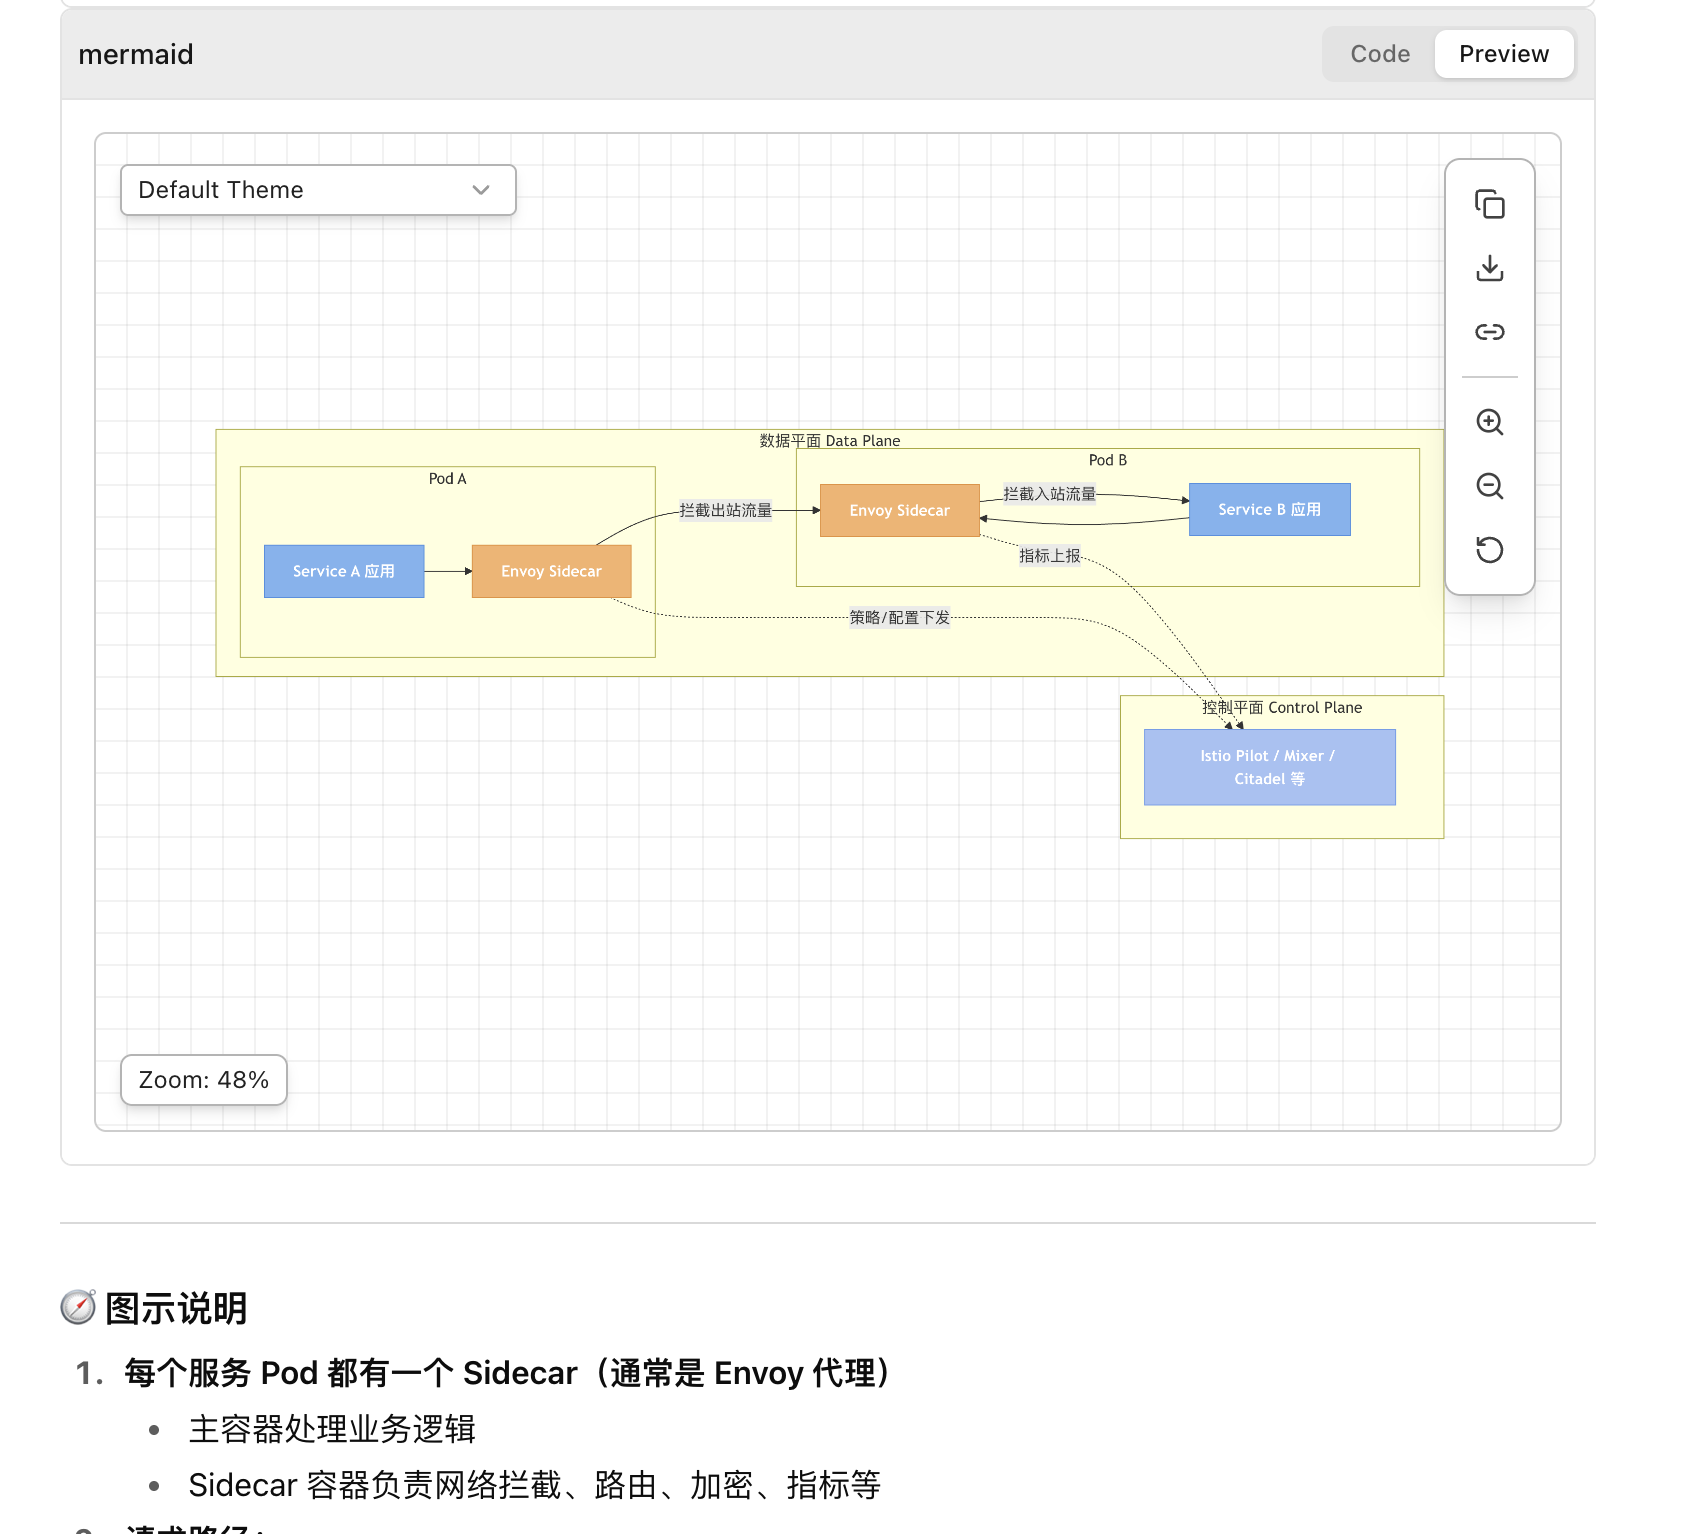 mermaid
Code
Preview
Default Theme
数据平面 Data Plane
Pod A
Pod B
拦截出站流量
Envoy Sidecar
拦截入站流量
Service B 应用
指标上报
Service A 应用
Envoy Sidecar
策略/配置下发
控制平面 Control Plane
Istio Pilot / Mixer /
Citadel 等
Zoom: 48%
图示说明
1. 每个服务 Pod 都有一个 Sidecar（通常是 Envoy 代理）
• 主容器处理业务逻辑
• Sidecar 容器负责网络拦截、路由、加密、指标等
2. 请求路径：